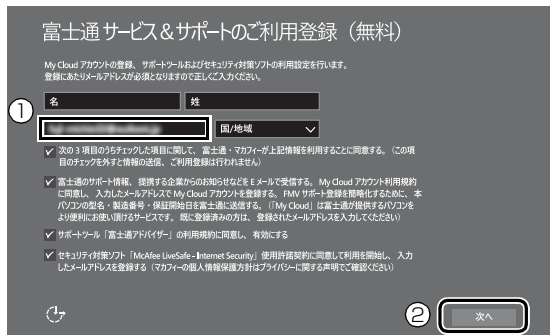 富士通 サービス&サポートのご利用登録（無料）
My Cloud アカウントの登録、サポートツールおよびセキュリティ対策ソフトの利用設定を行います。
登録にあたりメールアドレスが必須となりますので正しくご入力ください。
名 姓
①
国/地域
次の 3 項目のうちチェックした項目に関して、富士通・マカフィーが上記情報を利用することに同意する。（この項
目のチェックを外すと情報の送信、ご利用登録は行われません）
富士通のサポート情報、提携する企業からのお知らせなどを E メールで受信する。 My Cloud アカウント利用規約
に同意し、入力したメールアドレスで My Cloud アカウントを登録する。FMV サポート登録を簡略化するために、本
パソコンの型名・製造番号・保証開始日を富士通に送信する。（「My Cloud」は富士通が提供するパソコンを
より便利にお使い頂けるサービスです。 既に登録済みの方は、登録されたメールアドレスを入力してください）
サポートツール「富士通アドバイザー」の利用規約に同意し、有効にする
セキュリティ対策ソフト「McAfee LiveSafe - Internet Security」使用許諾契約に同意して利用を開始し、入力
したメールアドレスを登録する（マカフィーの個人情報保護方針はプライバシーに関する声明でご確認ください）
② 次へ